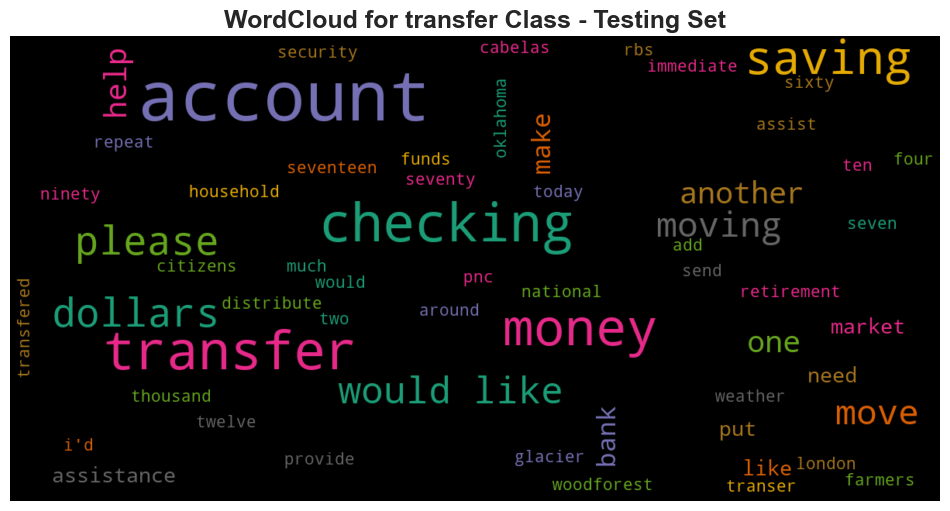 WordCloud for transfer Class - Testing Set
help
security
cabelas
rbs
immediate
saving
sixty
account
oklahoma
make
assist
repeat
seventeen
funds
seventy
today
ten
four
ninety
household
another
please
checking
moving
seven
add
citizens
much
would
pnc
send
national
retirement
transfered
dollars
distribute
two
around
money
market
transfer
one
need
thousand
would like
weather
move
twelve
bank
put
i'd
provide
glacier
like
london
assistance
woodforest
transer
farmers